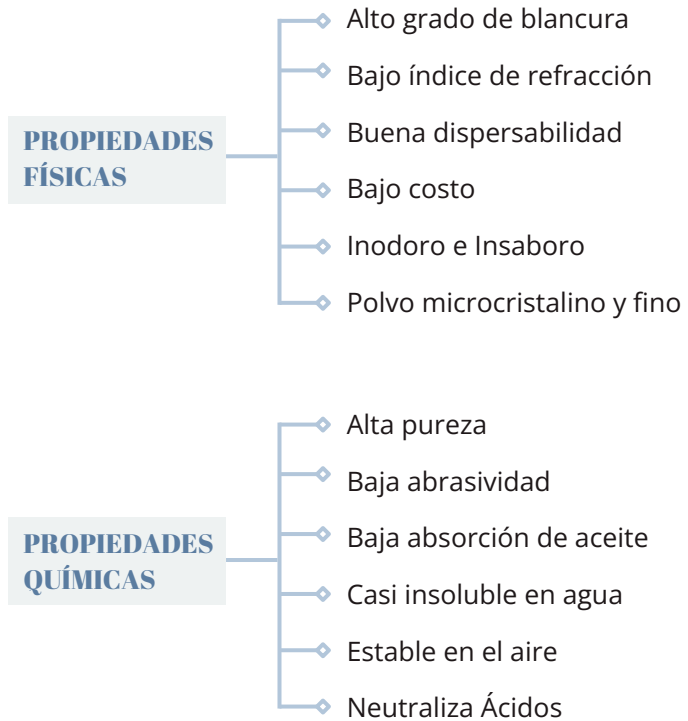 PROPIEDADES
FÍSICAS
Alto grado de blancura
Bajo índice de refracción
Buena dispersabilidad
Bajo costo
Inodoro e Insaboro
Polvo microcristalino y fino
PROPIEDADES
QUÍMICAS
Alta pureza
Baja abrasividad
Baja absorción de aceite
Casi insoluble en agua
Estable en el aire
Neutraliza Ácidos